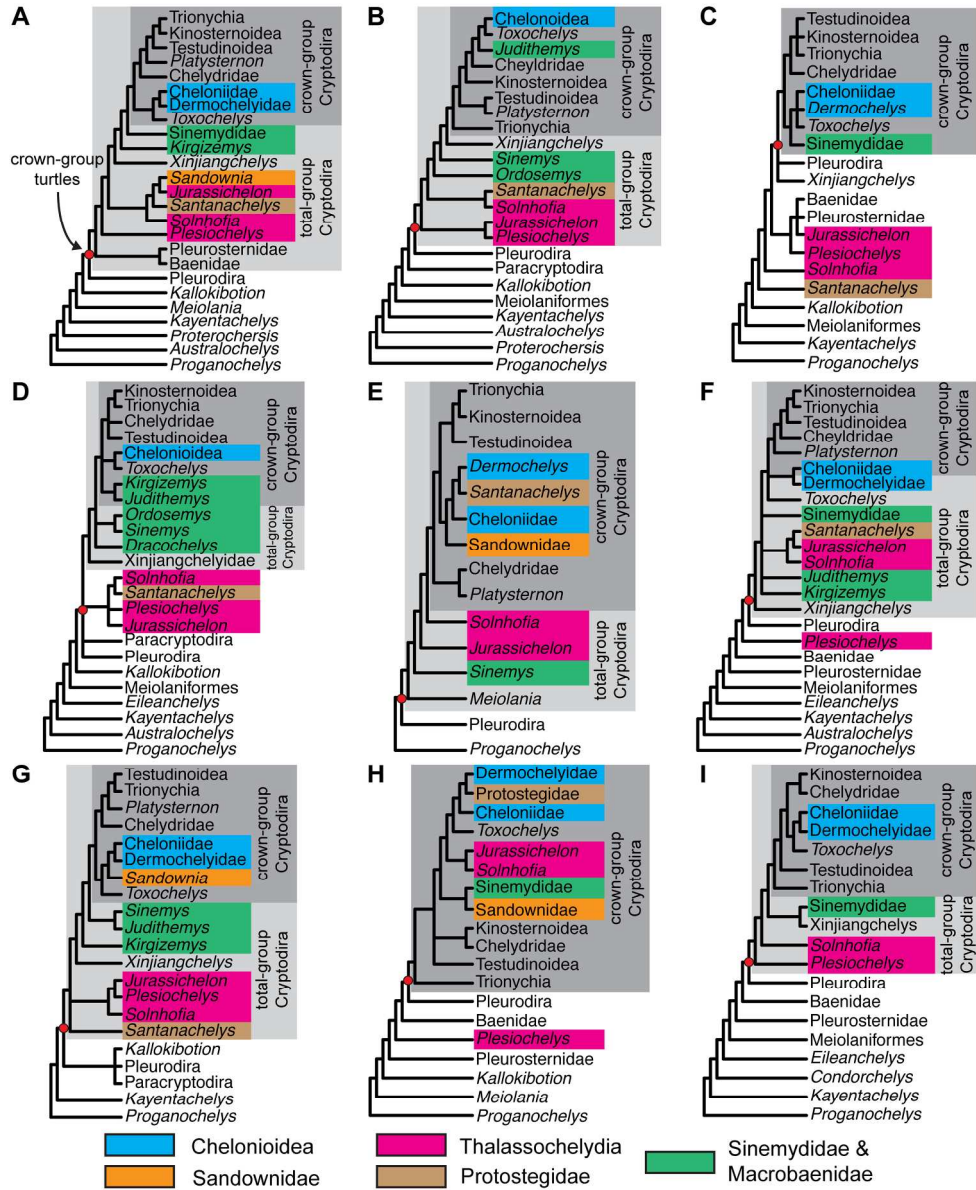 A
Trionychia
Kinosternoidea
Testudinoidea
Platysternon
Chelydridae
Cheloniidae
Dermochelyidae
Toxochelys
Sinemydidae
Kirgizemys
Xinjiangchelys
Sandownia
Jurassichelon
Santanachelys
Solnhofia
Plesiochelys
Pleurosternidae
Baenidae
Pleurodira
Kallokibotion
Meiolania
Kayentachelys
Proterochersis
Australochelys
Proganochelys
crown-group
turtles
crown-group
Cryptodira
total-group
Cryptodira
B
Chelonoidea
Toxochelys
Judithemys
Cheyldridae
Kinosternoidea
Testudinoidea
Platysternon
Trionychia
Xinjiangchelys
Sinemys
Ordosemys
Santanachelys
Solnhofia
Jurassichelon
Plesiochelys
Pleurodira
Paracryptodira
Kallokibotion
Meiolaniformes
Kayentachelys
Australochelys
Proterochersis
Proganochelys
crown-group
Cryptodira
total-group
Cryptodira
C
Testudinoidea
Kinosternoidea
Trionychia
Chelydridae
Cheloniidae
Dermochelys
Toxochelys
Sinemydidae
Pleurodira
Xinjiangchelys
Baenidae
Pleurosternidae
Jurassichelon
Plesiochelys
Solnhofia
Santanachelys
Kallokibotion
Meiolaniformes
Kayentachelys
Proganochelys
crown-group
Cryptodira
D
Kinosternoidea
Trionychia
Chelydridae
Testudinoidea
Chelonioidea
Toxochelys
Kirgizemys
Judithemys
Ordosemys
Sinemys
Dracochelys
Xinjiangchelyidae
Solnhofia
Santanachelys
Plesiochelys
Jurassichelon
Paracryptodira
Pleurodira
Kallokibotion
Meiolaniformes
Eileanchelys
Kayentachelys
Australochelys
Proganochelys
crown-group
Cryptodira
total-group
Cryptodira
E
Trionychia
Kinosternoidea
Testudinoidea
Dermochelys
Santanachelys
Cheloniidae
Sandownidae
Chelydridae
Platysternon
Solnhofia
Jurassichelon
Sinemys
Meiolania
Pleurodira
Proganochelys
crown-group
Cryptodira
total-group
Cryptodira
F
Kinosternoidea
Trionychia
Testudinoidea
Cheyldridae
Platysternon
Cheloniidae
Dermochelyidae
Toxochelys
Sinemydidae
Santanachelys
Jurassichelon
Solnhofia
Judithemys
Kirgizemys
Xinjiangchelys
Pleurodira
Plesiochelys
Baenidae
Pleurosternidae
Meiolaniformes
Eileanchelys
Kayentachelys
Australochelys
Proganochelys
crown-group
Cryptodira
total-group
Cryptodira
G
Testudinoidea
Trionychia
Platysternon
Chelydridae
Cheloniidae
Dermochelyidae
Sandownia
Toxochelys
Sinemys
Judithemys
Kirgizemys
Xinjiangchelys
Jurassichelon
Plesiochelys
Solnhofia
Santanachelys
Kallokibotion
Pleurodira
Paracryptodira
Kayentachelys
Proganochelys
crown-group
Cryptodira
total-group
Cryptodira
H
Dermochelyidae
Protostegidae
Cheloniidae
Toxochelys
Jurassichelon
Solnhofia
Sinemydidae
Sandownidae
Kinosternoidea
Chelydridae
Testudinoidea
Trionychia
Pleurodira
Baenidae
Plesiochelys
Pleurosternidae
Kallokibotion
Meiolania
Proganochelys
crown-group
Cryptodira
I
Kinosternoidea
Chelydridae
Cheloniidae
Dermochelyidae
Toxochelys
Testudinoidea
Trionychia
Sinemydidae
Xinjiangchelys
Solnhofia
Plesiochelys
Pleurodira
Baenidae
Pleurosternidae
Meiolaniformes
Eileanchelys
Condorchelys
Kayentachelys
Proganochelys
crown-group
Cryptodira
total-group
Cryptodira
Chelonioidea
Sandownidae
Thalassochelydia
Protostegidae
Sinemydidae &
Macrobaenidae